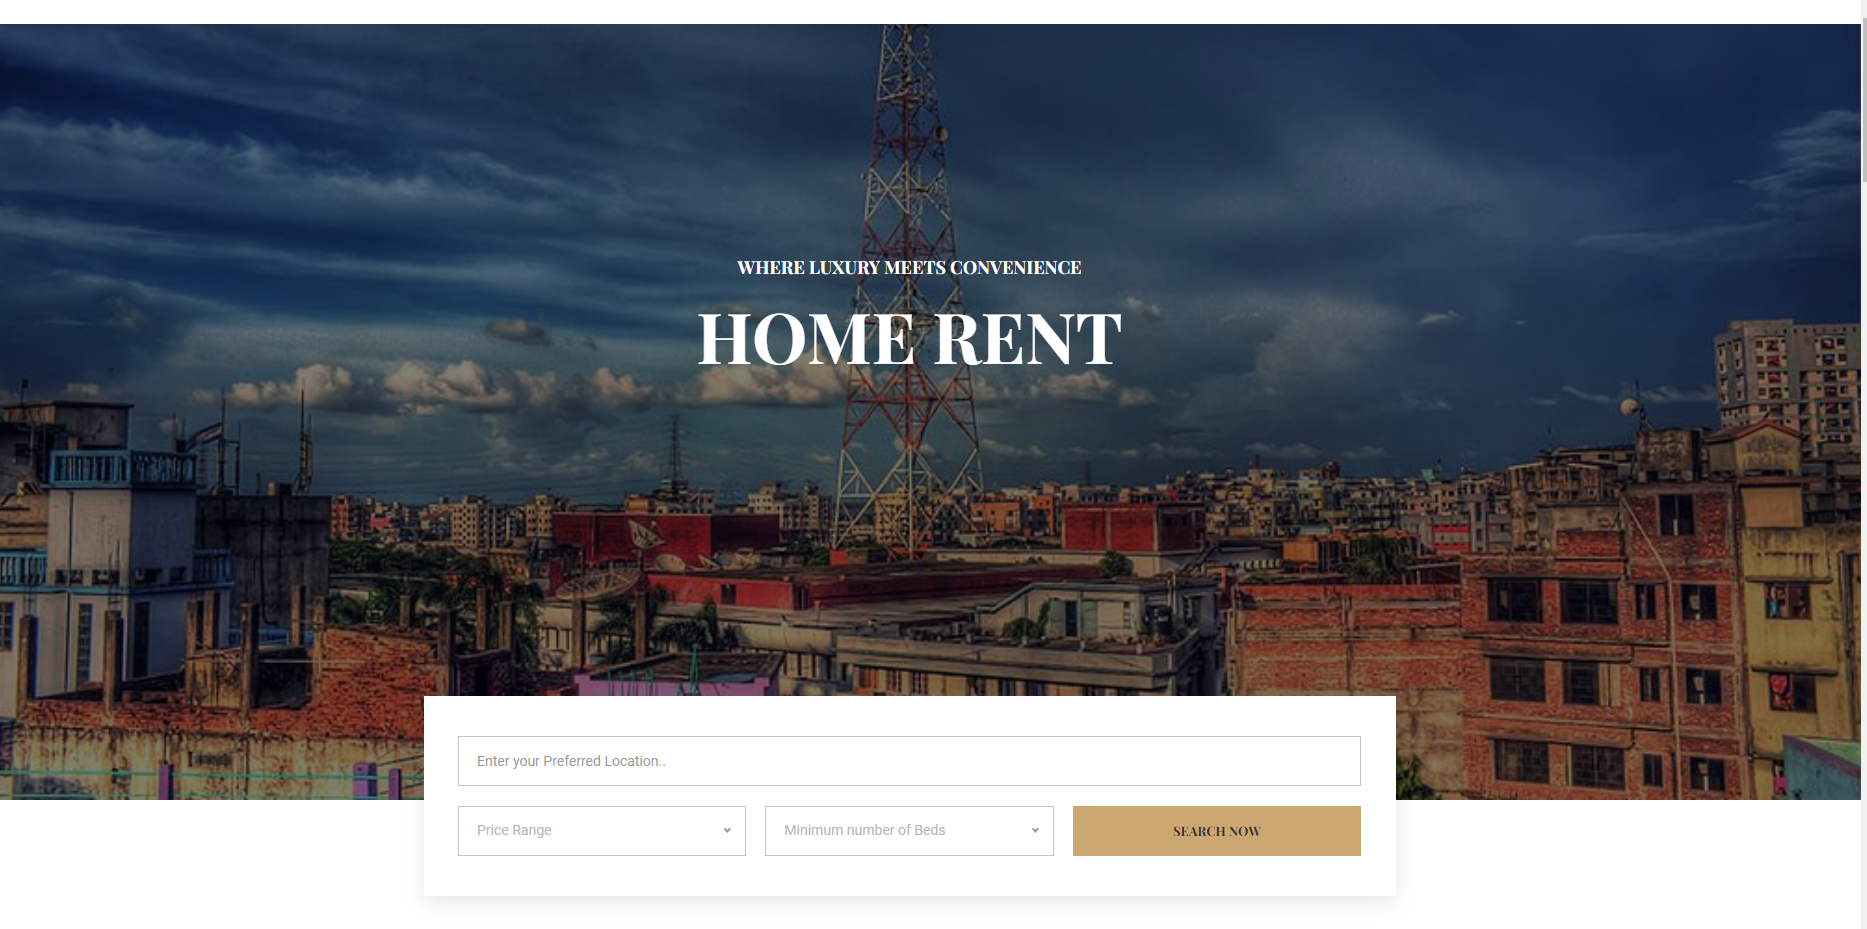 WHERE LUXURY MEETS CONVENIENCE
HOME RENT
Enter your Preferred Location..
Price Range
Minimum number of Beds
SEARCH NOW